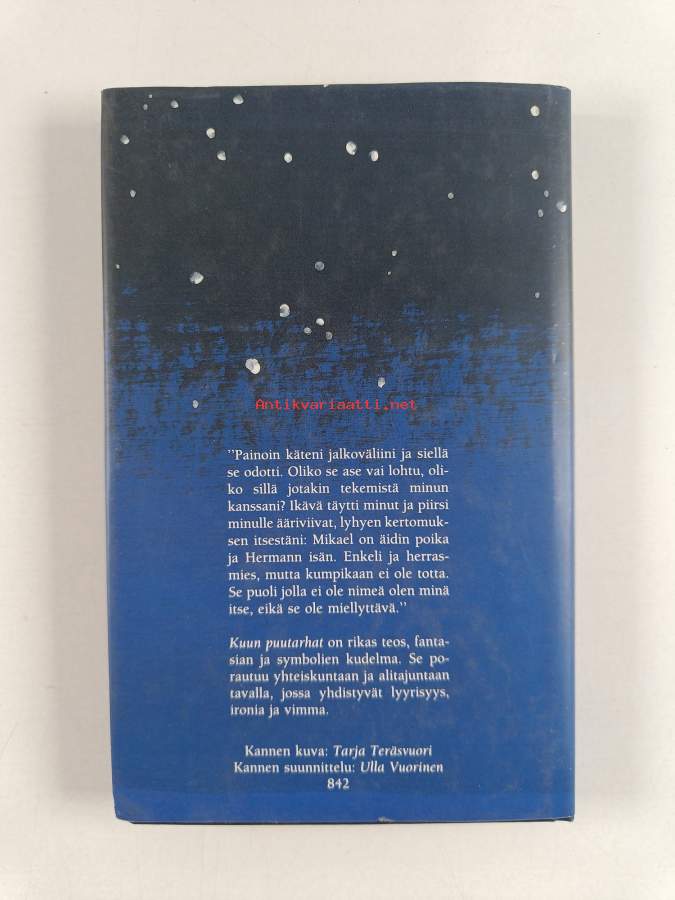 Antikvariaatti.net
"Painoin käteni jalkoväliini ja siellä
se odotti. Oliko se ase vai lohtu, oli-
ko sillä jotakin tekemistä minun
kanssani? Ikävä täytti minut ja piirsi
minulle ääriviivat, lyhyen kertomuk-
sen itsestäni: Mikael on äidin poika
ja Hermann isän. Enkeli ja herras-
mies, mutta kumpikaan ei ole totta.
Se puoli jolla ei ole nimeä olen minä
itse, eikä se ole miellyttävä."
Kuun puutarhat on rikas teos, fanta-
sian ja symbolien kudelma. Se po-
rautuu yhteiskuntaan ja alitajuntaan
tavalla, jossa yhdistyvät lyyrisyys,
ironia ja vimma.
Kannen kuva: Tarja Teräsvuori
Kannen suunnittelu: Ulla Vuorinen
842